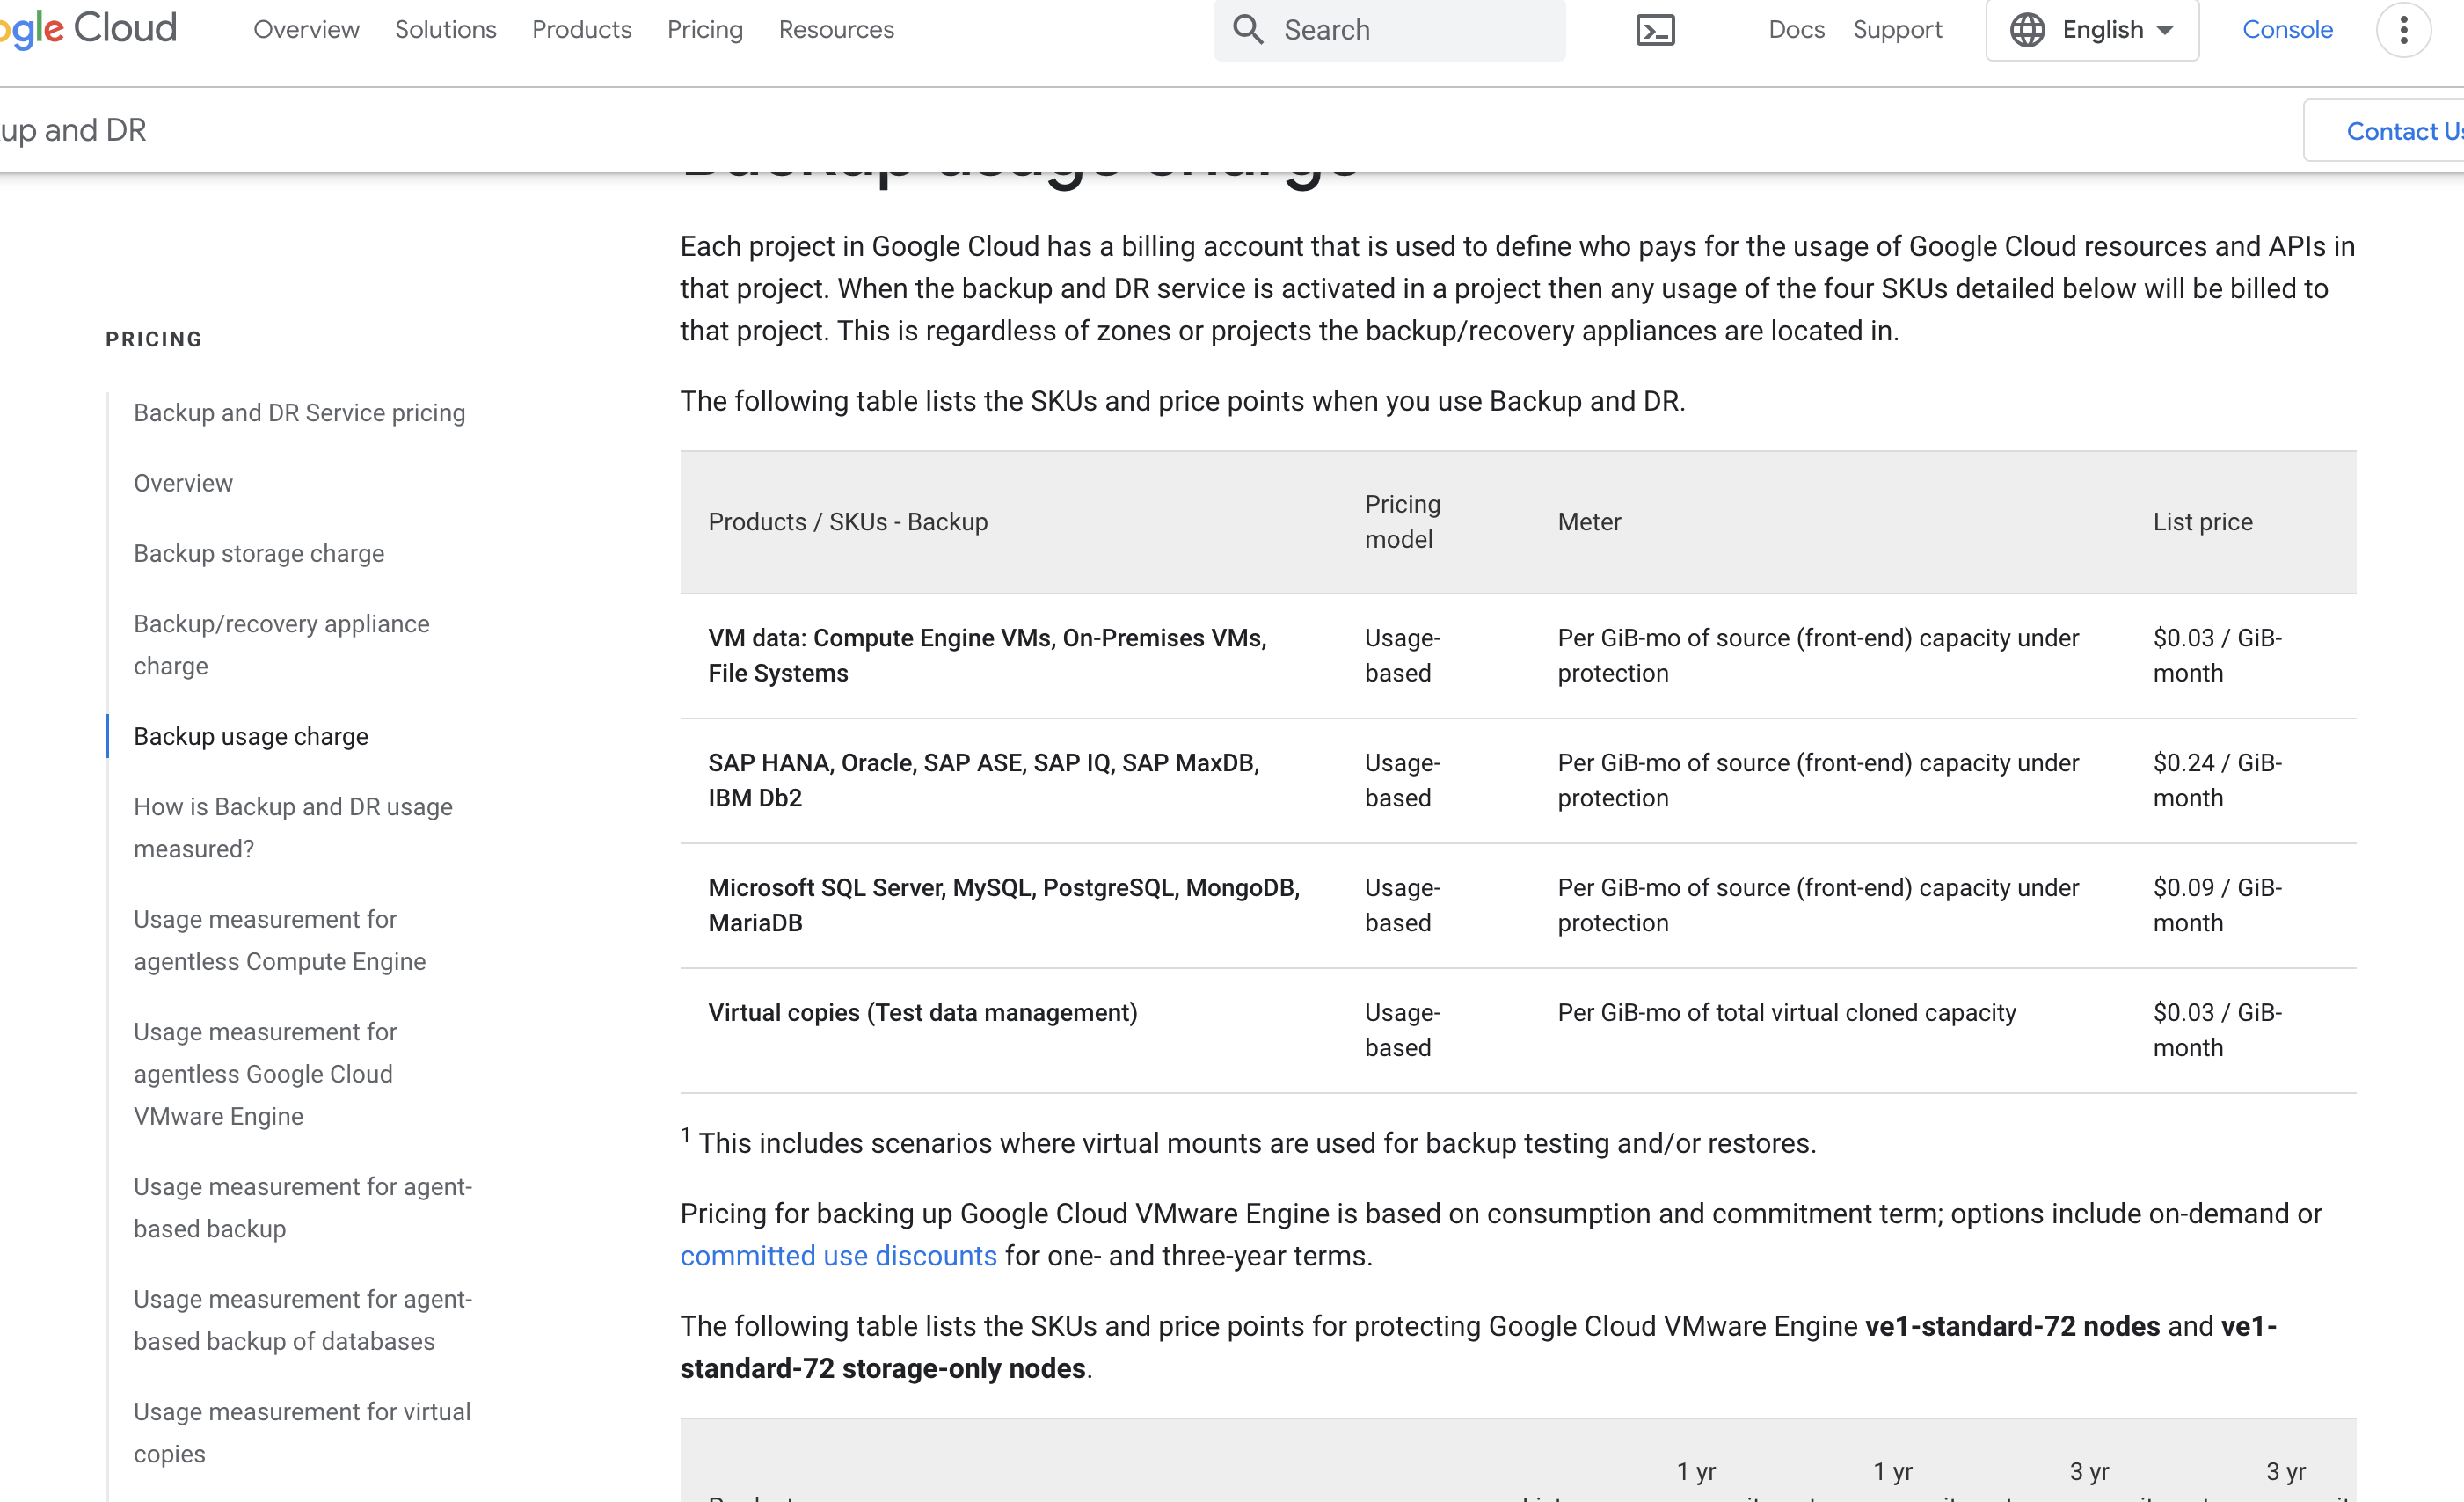 ogle Cloud Overview Solutions Products Pricing Resources Search Docs Support English Console
up and DR Contact Us
Backup usage charge
Each project in Google Cloud has a billing account that is used to define who pays for the usage of Google Cloud resources and APIs in
that project. When the backup and DR service is activated in a project then any usage of the four SKUs detailed below will be billed to
that project. This is regardless of zones or projects the backup/recovery appliances are located in.
The following table lists the SKUs and price points when you use Backup and DR.
PRICING
Backup and DR Service pricing
Overview
Backup storage charge
Backup/recovery appliance
charge
Backup usage charge
How is Backup and DR usage
measured?
Usage measurement for
agentless Compute Engine
Usage measurement for
agentless Google Cloud
VMware Engine
Usage measurement for agent-
based backup
Usage measurement for agent-
based backup of databases
Usage measurement for virtual
copies
Products / SKUs - Backup
Pricing
model
Meter
List price
VM data: Compute Engine VMs, On-Premises VMs,
File Systems
Usage-
based
Per GiB-mo of source (front-end) capacity under
protection
$0.03 / GiB-
month
SAP HANA, Oracle, SAP ASE, SAP IQ, SAP MaxDB,
IBM Db2
Usage-
based
Per GiB-mo of source (front-end) capacity under
protection
$0.24 / GiB-
month
Microsoft SQL Server, MySQL, PostgreSQL, MongoDB,
MariaDB
Usage-
based
Per GiB-mo of source (front-end) capacity under
protection
$0.09 / GiB-
month
Virtual copies (Test data management)
Usage-
based
Per GiB-mo of total virtual cloned capacity
$0.03 / GiB-
month
1 This includes scenarios where virtual mounts are used for backup testing and/or restores.
Pricing for backing up Google Cloud VMware Engine is based on consumption and commitment term; options include on-demand or
committed use discounts for one- and three-year terms.
The following table lists the SKUs and price points for protecting Google Cloud VMware Engine ve1-standard-72 nodes and ve1-
standard-72 storage-only nodes.
1 yr 1 yr 3 yr 3 yr